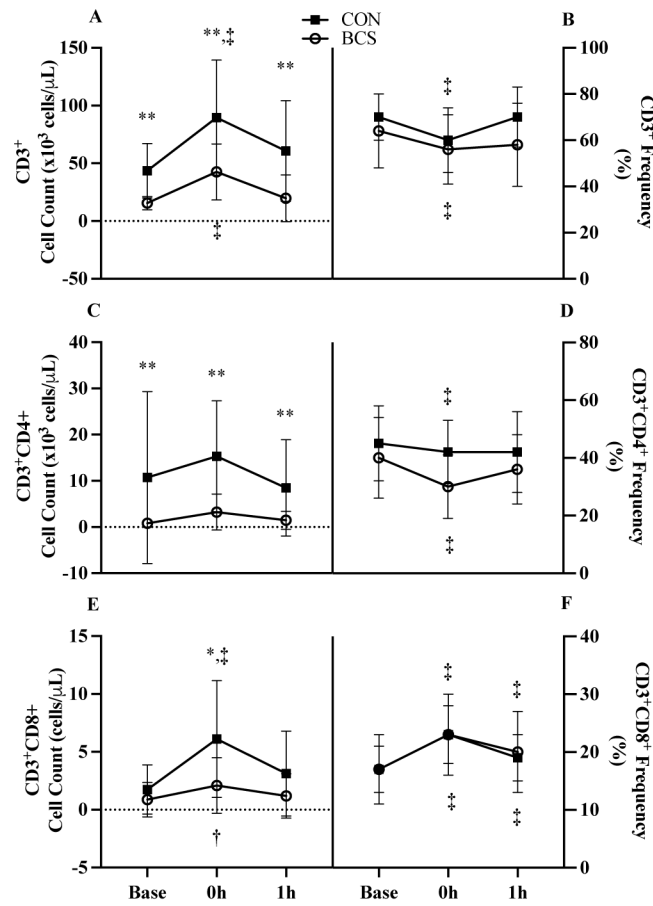 A
CON
BCS
B
CD3⁺
Cell Count (x10³ cells/μL)
150
100
50
0
-50
**
**,‡
**
‡
‡
‡
100
80
60
40
20
0
CD3⁺ Frequency
(%)
C
D
CD3⁺CD4+
Cell Count (x10³ cells/μL)
40
30
20
10
0
-10
**
**
**
‡
‡
80
60
40
20
0
CD3⁺CD4⁺ Frequency
(%)
E
F
CD3⁺CD8+
Cell Count (cells/μL)
15
10
5
0
-5
*,‡
†
‡
‡
‡
‡
40
30
20
10
0
CD3⁺CD8⁺ Frequency
(%)
Base 0h 1h Base 0h 1h